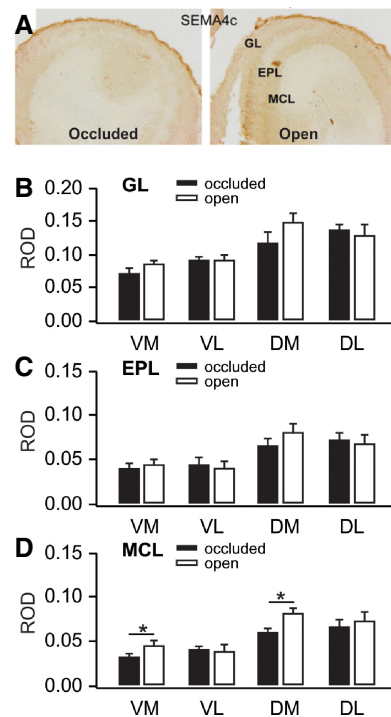 A
SEMA4c
GL
EPL
MCL
Occluded
Open
B
GL
occluded
open
ROD
0.20
0.15
0.10
0.05
0.00
VM VL DM DL
C
EPL
occluded
open
ROD
0.15
0.10
0.05
0.00
VM VL DM DL
D
MCL
occluded
open
ROD
0.15
0.10
0.05
0.00
*
*
VM VL DM DL